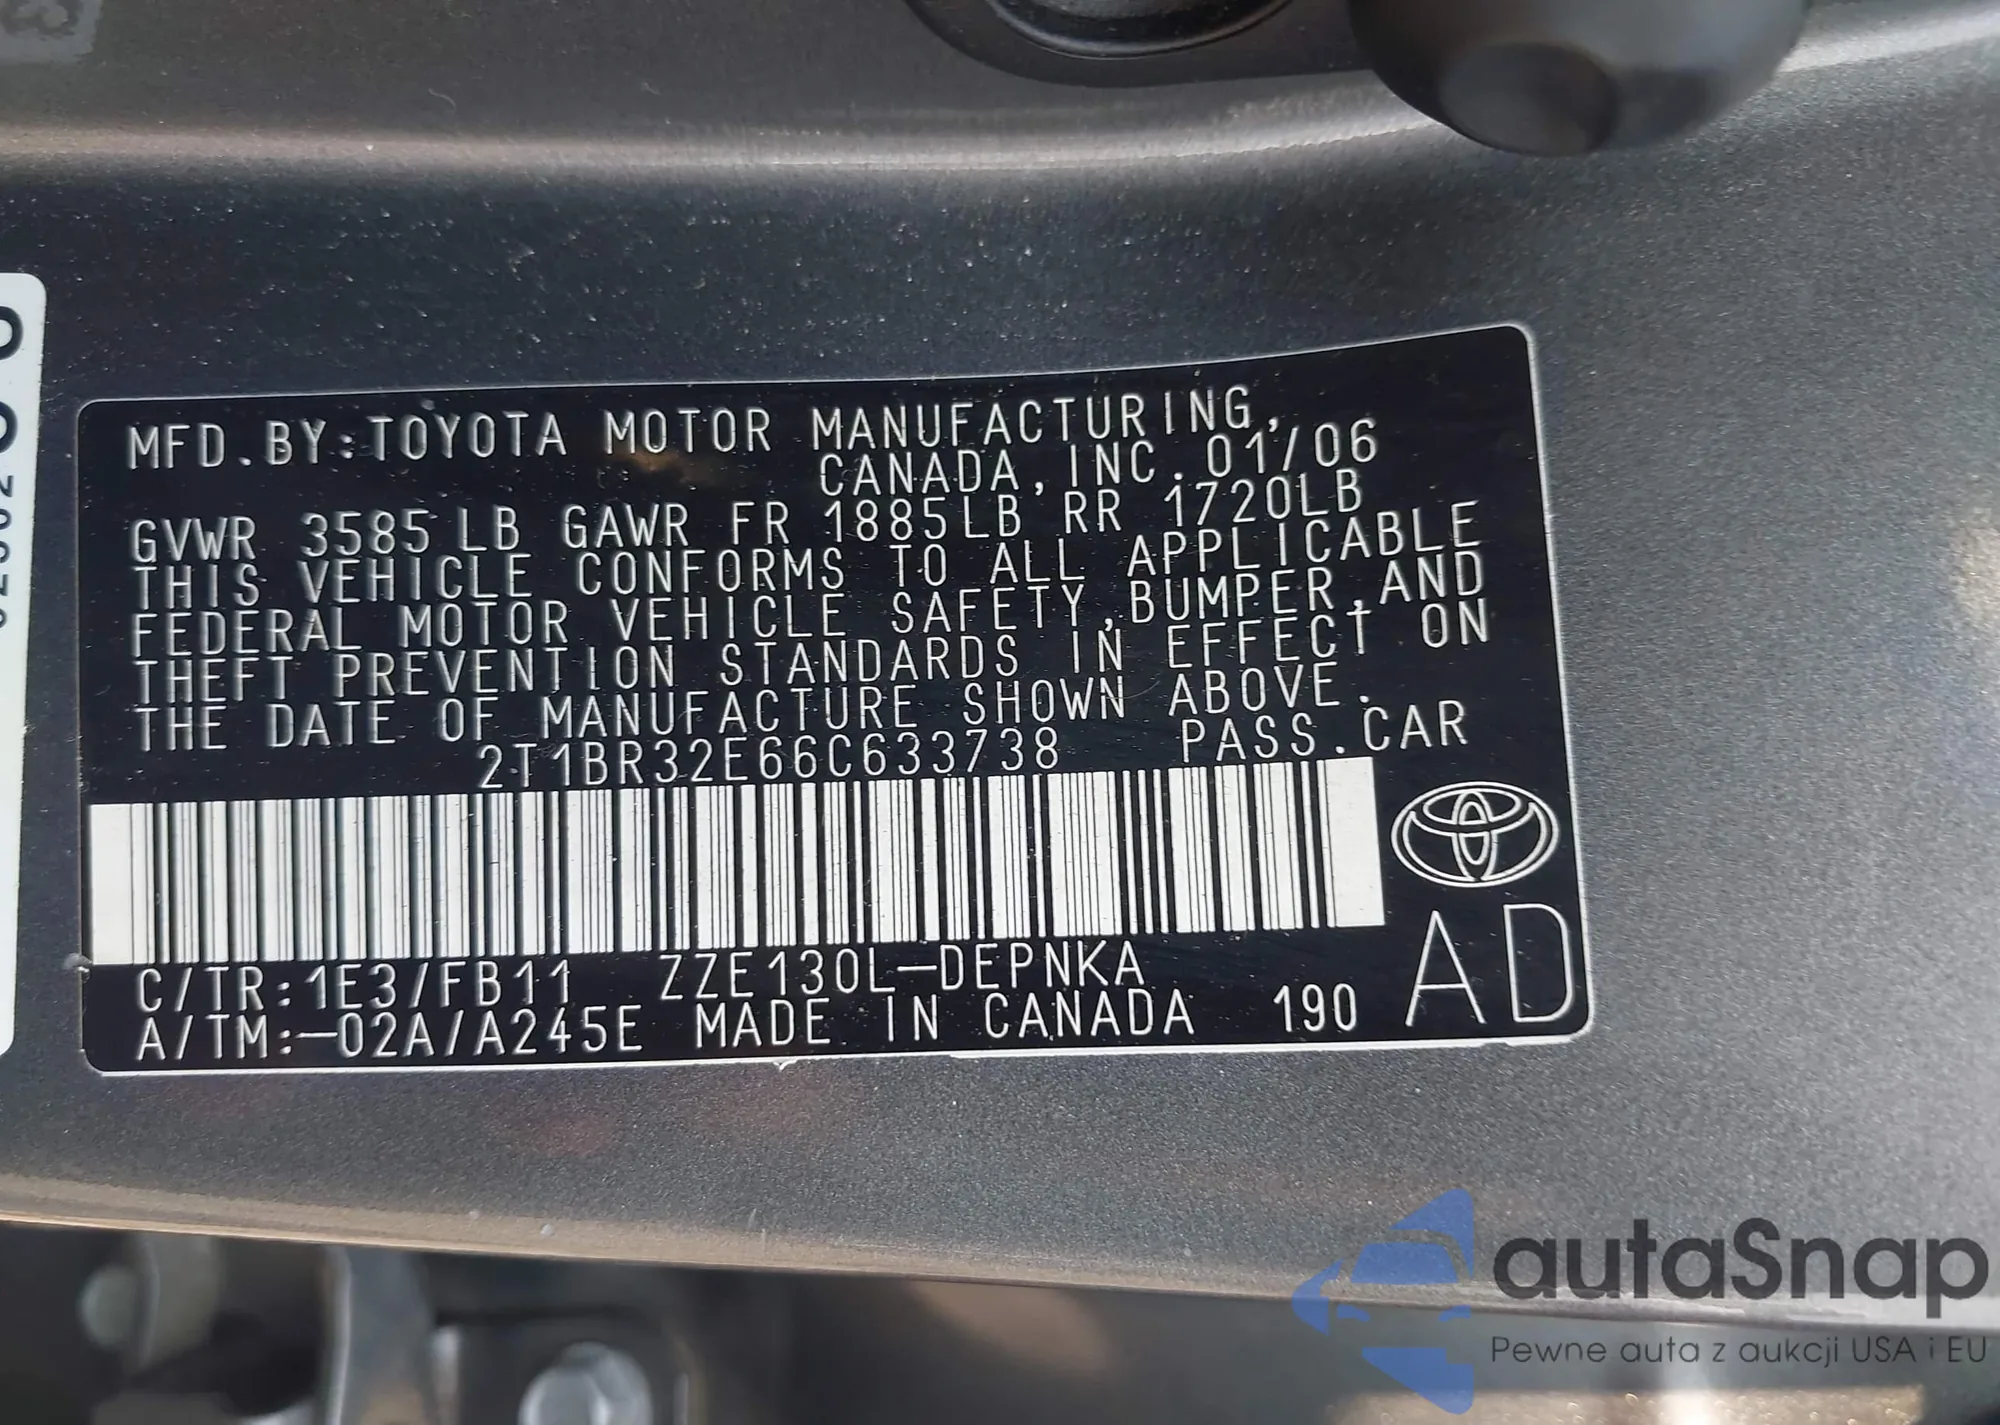 MFD.BY:TOYOTA MOTOR MANUFACTURING,
CANADA,INC.01/06
GVWR 3585LB GAWR FR 1885LB RR 1720LB
THIS VEHICLE CONFORMS TO ALL APPLICABLE
FEDERAL MOTOR VEHICLE SAFETY,BUMPER,AND
THEFT PREVENTION STANDARDS IN EFFECT ON
THE DATE OF MANUFACTURE SHOWN ABOVE.
2T1BR32E66C633738 PASS.CAR
C/TR:1E3/FB11 ZZE130L-DEPNKA
A/TM:-02A/A245E MADE IN CANADA 190 AD
autaSnap
Pewne auta z aukcji USA i EU